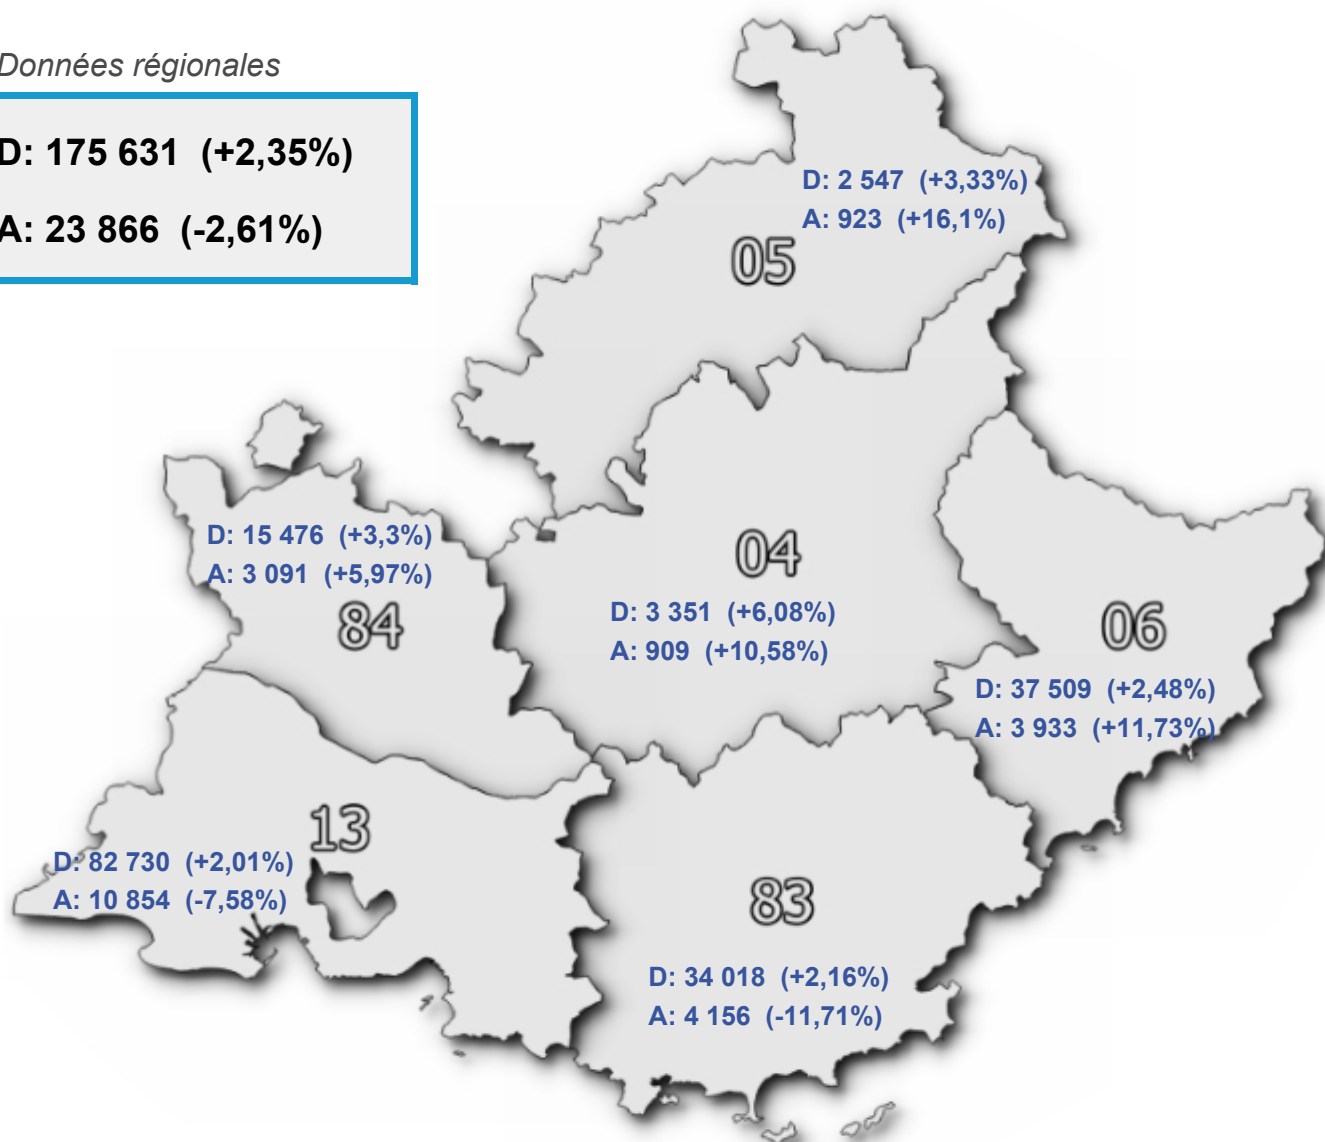 Données régionales
D: 175 631 (+2,35%)
A: 23 866 (-2,61%)
D: 2 547 (+3,33%)
A: 923 (+16,1%)
05
D: 15 476 (+3,3%)
A: 3 091 (+5,97%)
84
04
D: 3 351 (+6,08%)
A: 909 (+10,58%)
06
D: 37 509 (+2,48%)
A: 3 933 (+11,73%)
13
D: 82 730 (+2,01%)
A: 10 854 (-7,58%)
83
D: 34 018 (+2,16%)
A: 4 156 (-11,71%)